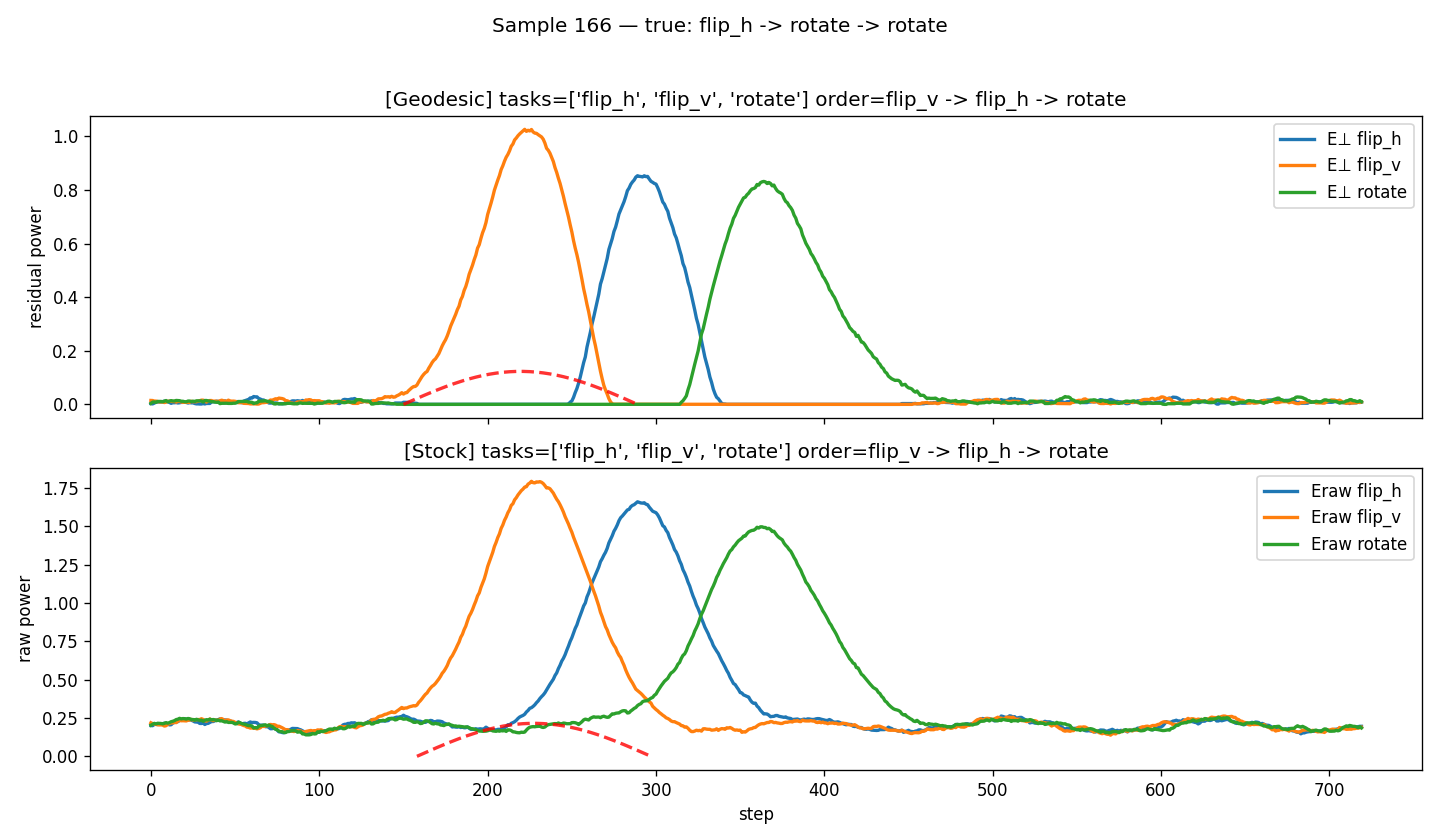 Sample 166 — true: flip_h -> rotate -> rotate
[Geodesic] tasks=['flip_h', 'flip_v', 'rotate'] order=flip_v -> flip_h -> rotate
1.0
0.8
0.6
0.4
0.2
0.0
residual power
E⊥ flip_h
E⊥ flip_v
E⊥ rotate
[Stock] tasks=['flip_h', 'flip_v', 'rotate'] order=flip_v -> flip_h -> rotate
1.75
1.50
1.25
1.00
0.75
0.50
0.25
0.00
raw power
Eraw flip_h
Eraw flip_v
Eraw rotate
0 100 200 300 400 500 600 700
step